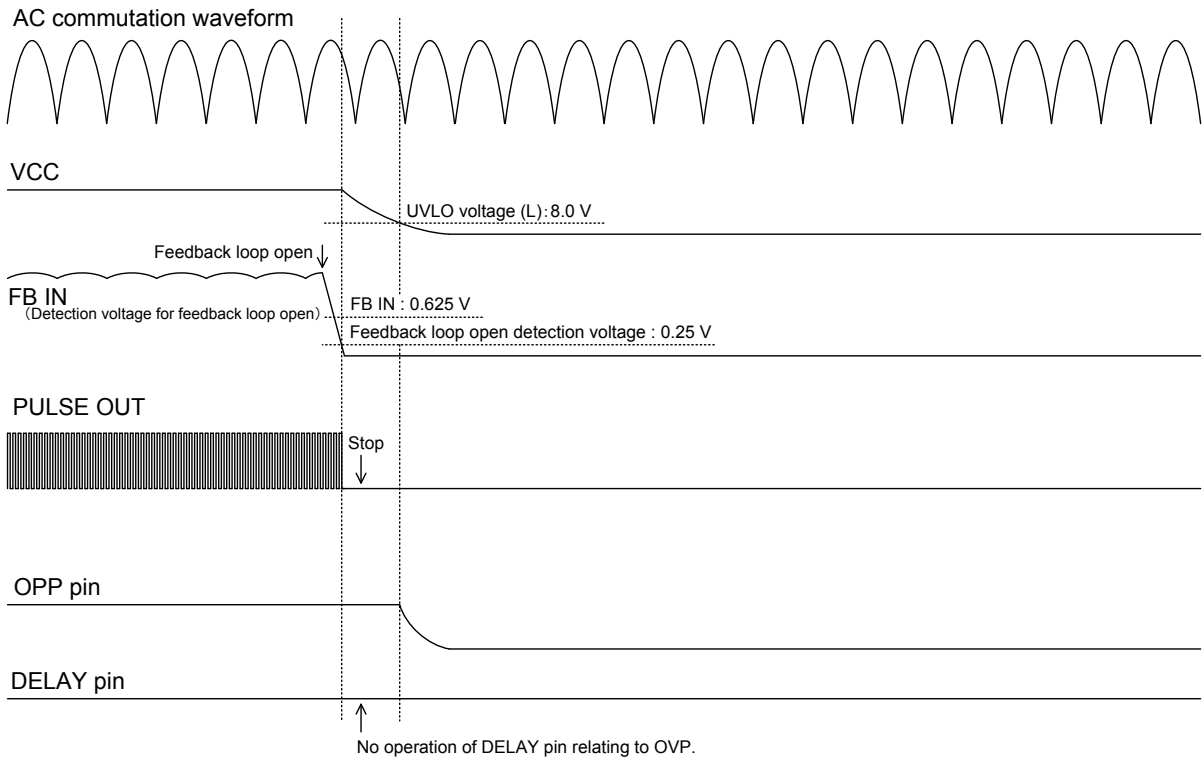 AC commutation waveform
VCC
UVLO voltage (L):8.0 V
Feedback loop open
FB IN
(Detection voltage for feedback loop open)
FB IN : 0.625 V
Feedback loop open detection voltage : 0.25 V
PULSE OUT
Stop
OPP pin
DELAY pin
No operation of DELAY pin relating to OVP.